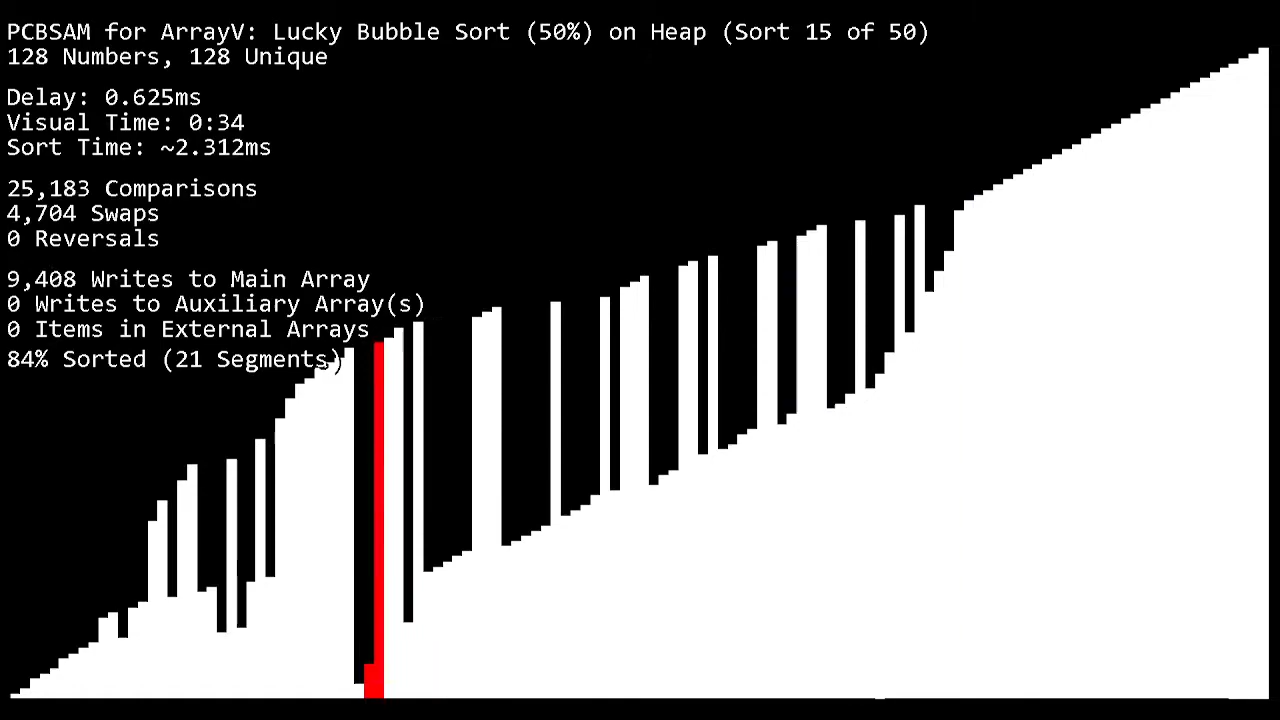 PCBSAM for ArrayV: Lucky Bubble Sort (50%) on Heap (Sort 15 of 50)
128 Numbers, 128 Unique
Delay: 0.625ms
Visual Time: 0:34
Sort Time: ~2.312ms
25,183 Comparisons
4,704 Swaps
0 Reversals
9,408 Writes to Main Array
0 Writes to Auxiliary Array(s)
0 Items in External Arrays
84% Sorted (21 Segments)